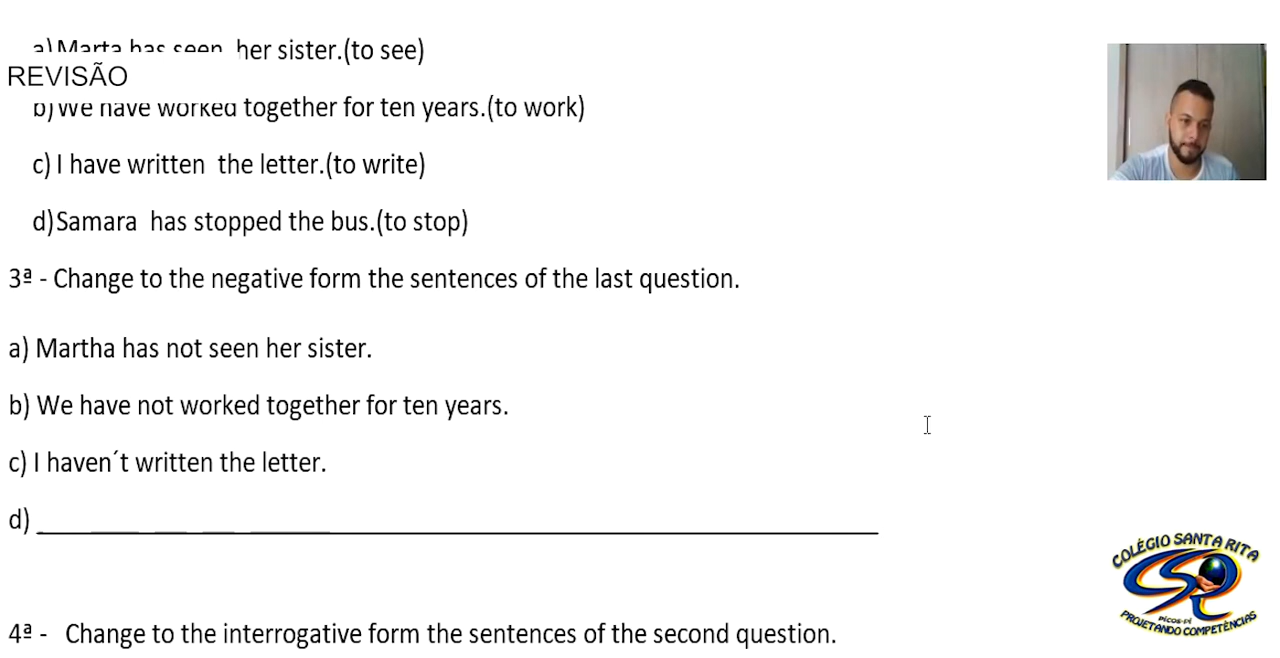 a) Marta has seen her sister.(to see)
REVISÃO
b) We have worked together for ten years.(to work)
c) I have written the letter.(to write)
d) Samara has stopped the bus.(to stop)
3ª - Change to the negative form the sentences of the last question.
a) Martha has not seen her sister.
b) We have not worked together for ten years.
c) I haven´t written the letter.
d)
4ª - Change to the interrogative form the sentences of the second question.
COLÉGIO SANTA RITA
PICOS-PI
PROJETANDO COMPETÊNCIAS